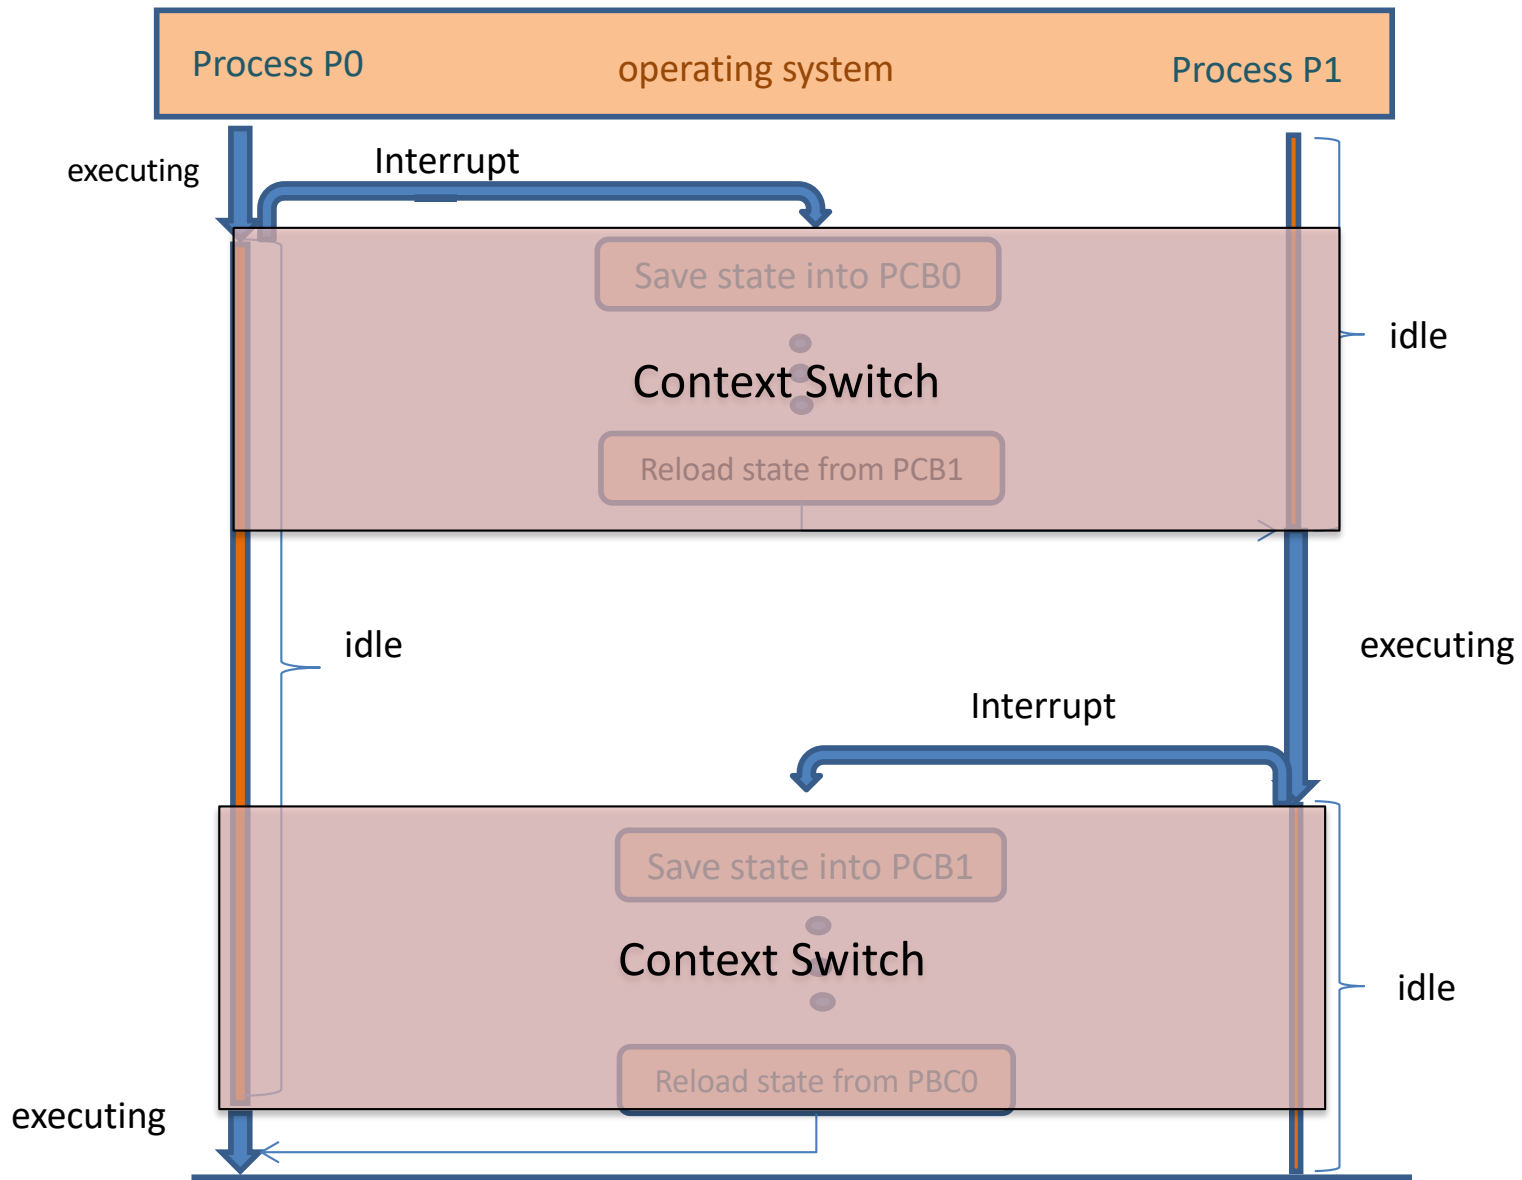 Process P0
operating system
Process P1
executing
Interrupt
Save state into PCB0
idle
Context Switch
Reload state from PCB1
idle
executing
Interrupt
Save state into PCB1
Context Switch
idle
Reload state from PBC0
executing